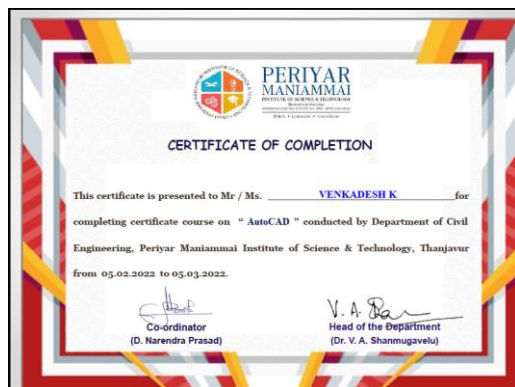 PERIYAR
MANIAMMAI
INSTITUTE OF SCIENCE & TECHNOLOGY
CERTIFICATE OF COMPLETION
This certificate is presented to Mr / Ms. VENKADESH K for
completing certificate course on “ AutoCAD ” conducted by Department of Civil
Engineering, Periyar Maniammai Institute of Science & Technology, Thanjavur
from 05.02.2022 to 05.03.2022.
V. A.
Co-ordinator
(D. Narendra Prasad)
Head of the Department
(Dr. V. A. Shanmugavelu)